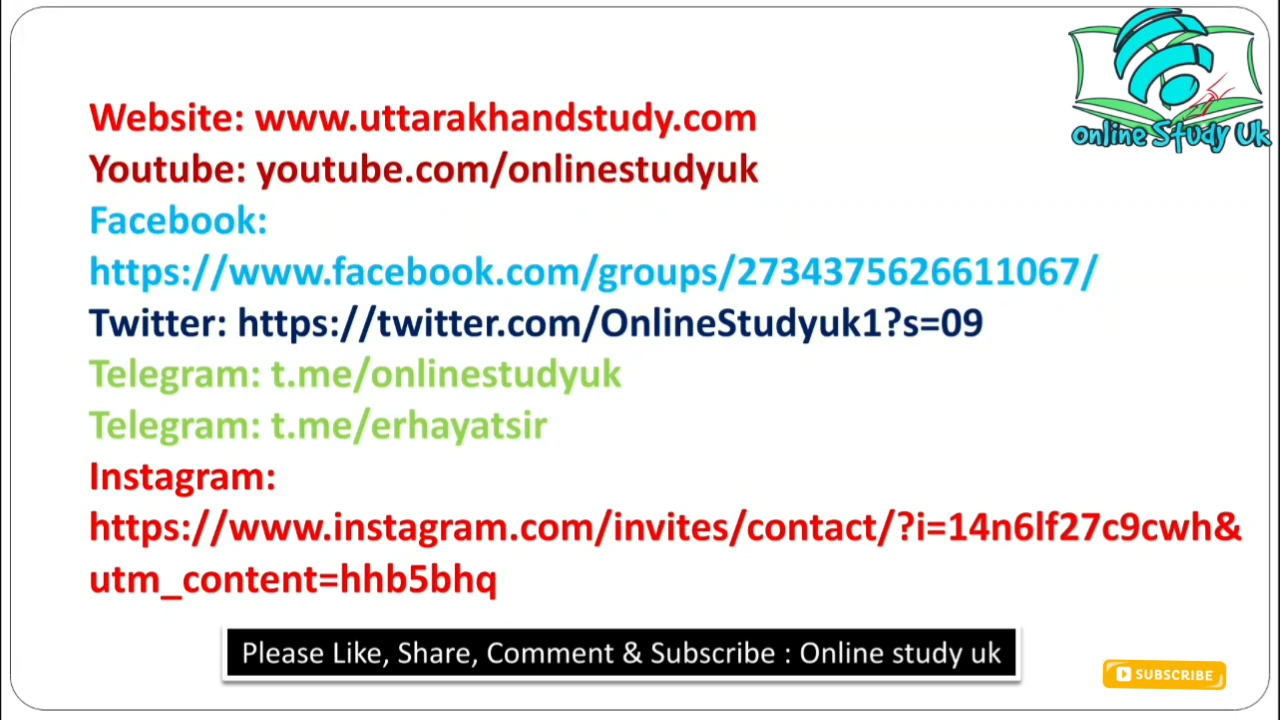 Online Study Uk
Website: www.uttarakhandstudy.com
Youtube: youtube.com/onlinestudyuk
Facebook:
https://www.facebook.com/groups/2734375626611067/
Twitter: https://twitter.com/OnlineStudyuk1?s=09
Telegram: t.me/onlinestudyuk
Telegram: t.me/erhayatsir
Instagram:
https://www.instagram.com/invites/contact/?i=14n6lf27c9cwh&
utm_content=hhb5bhq
Please Like, Share, Comment & Subscribe : Online study uk
SUBSCRIBE